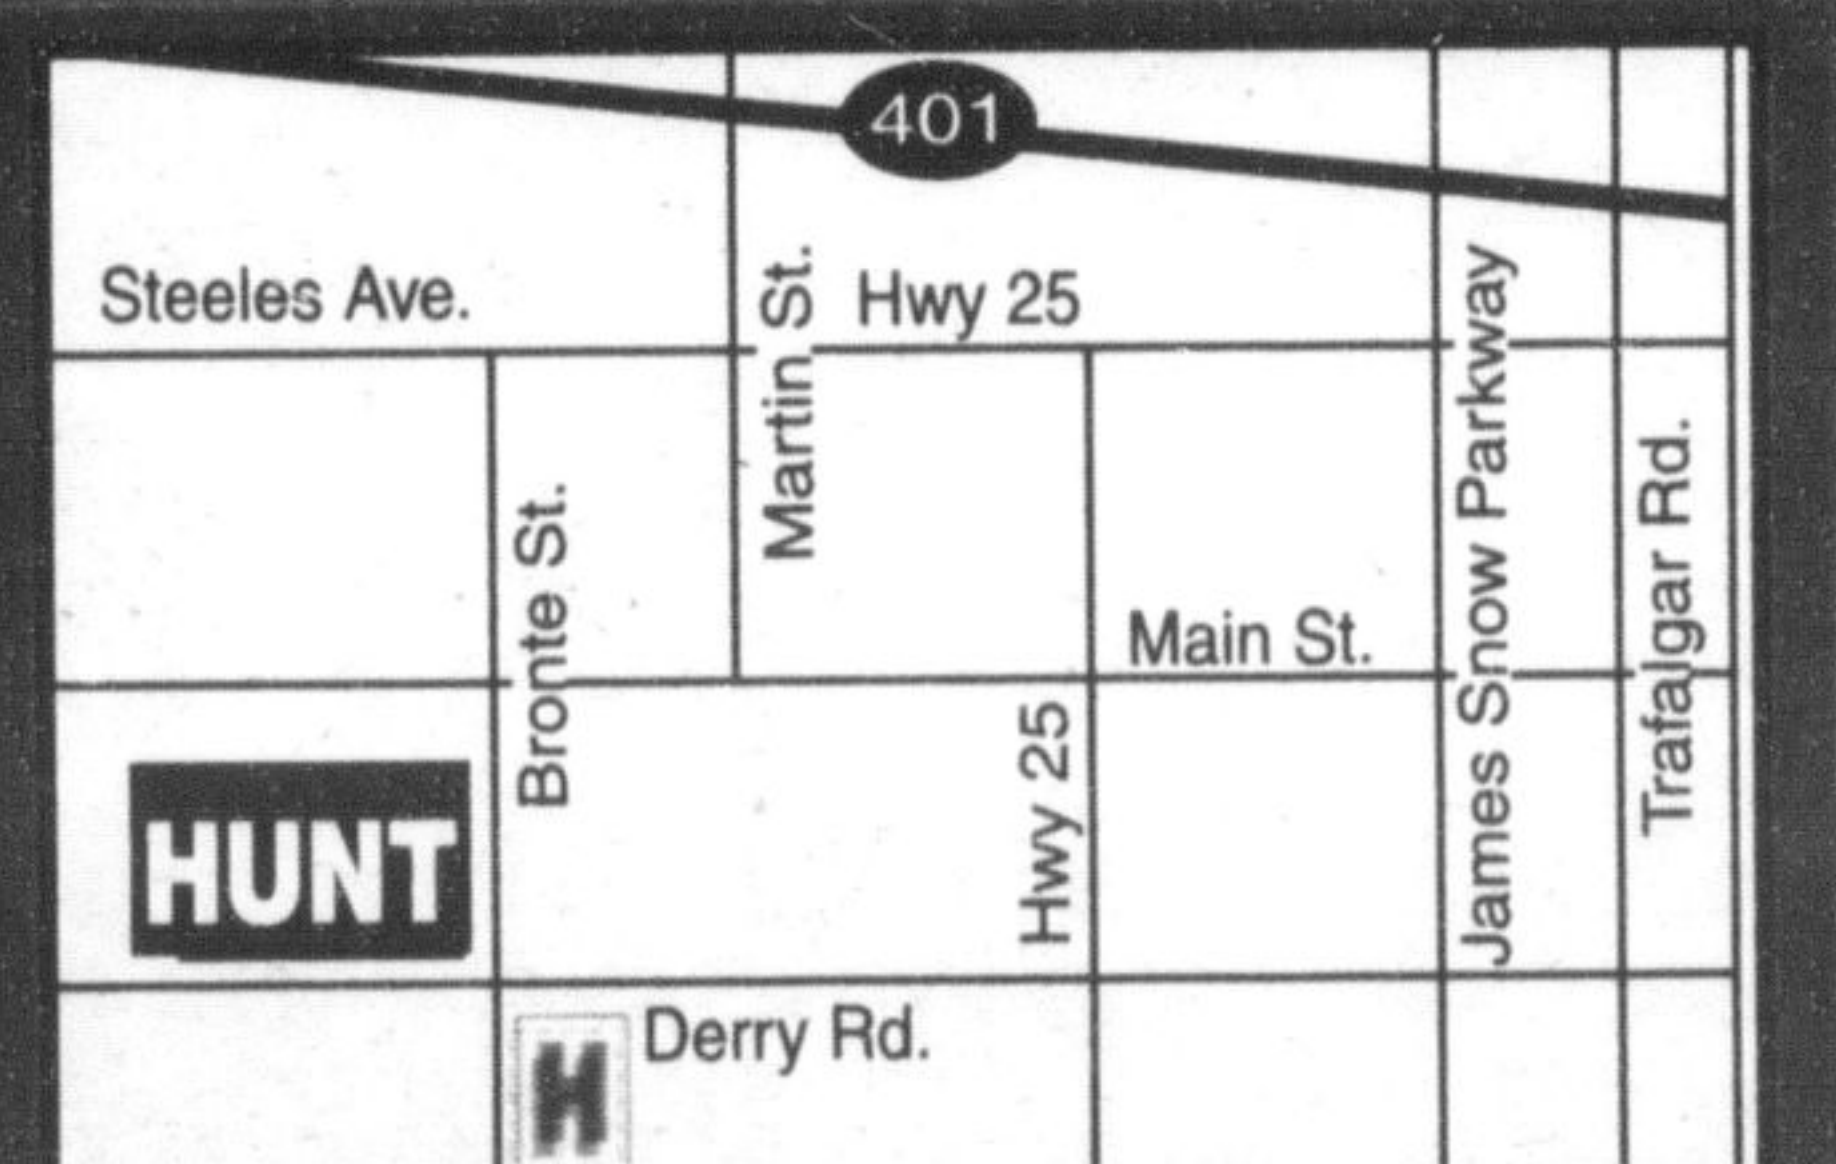 401
Steeles Ave.
Martin St.
Hwy 25
James Snow Parkway
Trafalgar Rd.
Bronte St.
Main St.
Hwy 25
HUNT
Derry Rd.
H